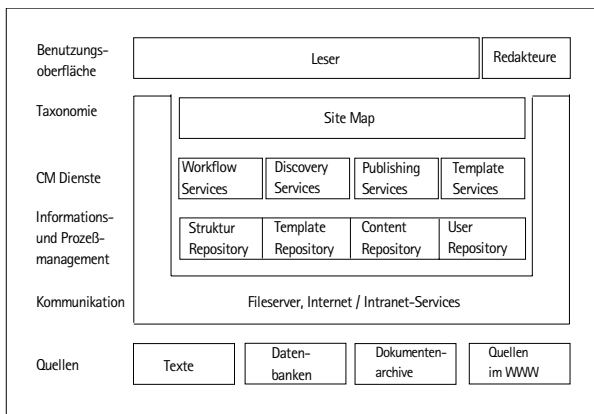 Benutzungs-
oberfläche
Leser
Redakteure
Taxonomie
Site Map
CM Dienste
Workflow
Services
Discovery
Services
Publishing
Services
Template
Services
Informations-
und Prozeß-
management
Struktur
Repository
Template
Repository
Content
Repository
User
Repository
Kommunikation
Fileserver, Internet / Intranet-Services
Quellen
Texte
Daten-
banken
Dokumenten-
archive
Quellen
im WWW